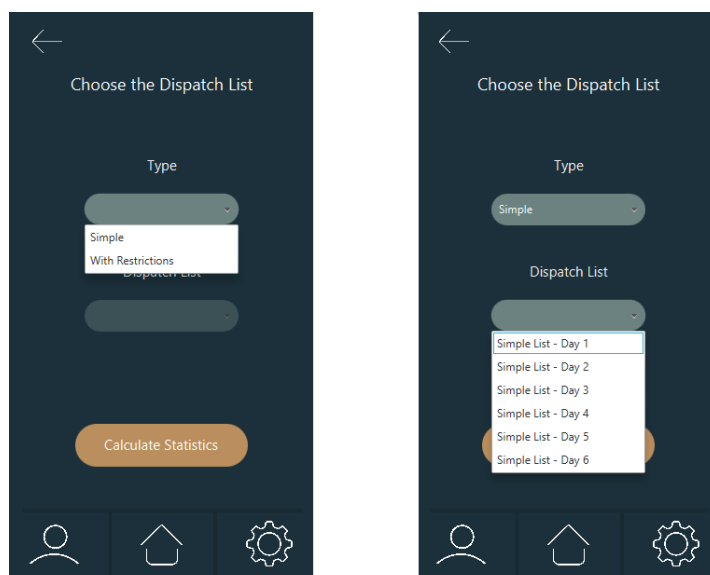 Choose the Dispatch List
Type
Simple
With Restrictions
Dispatch List
Calculate Statistics
Choose the Dispatch List
Type
Simple
Dispatch List
Simple List - Day 1
Simple List - Day 2
Simple List - Day 3
Simple List - Day 4
Simple List - Day 5
Simple List - Day 6